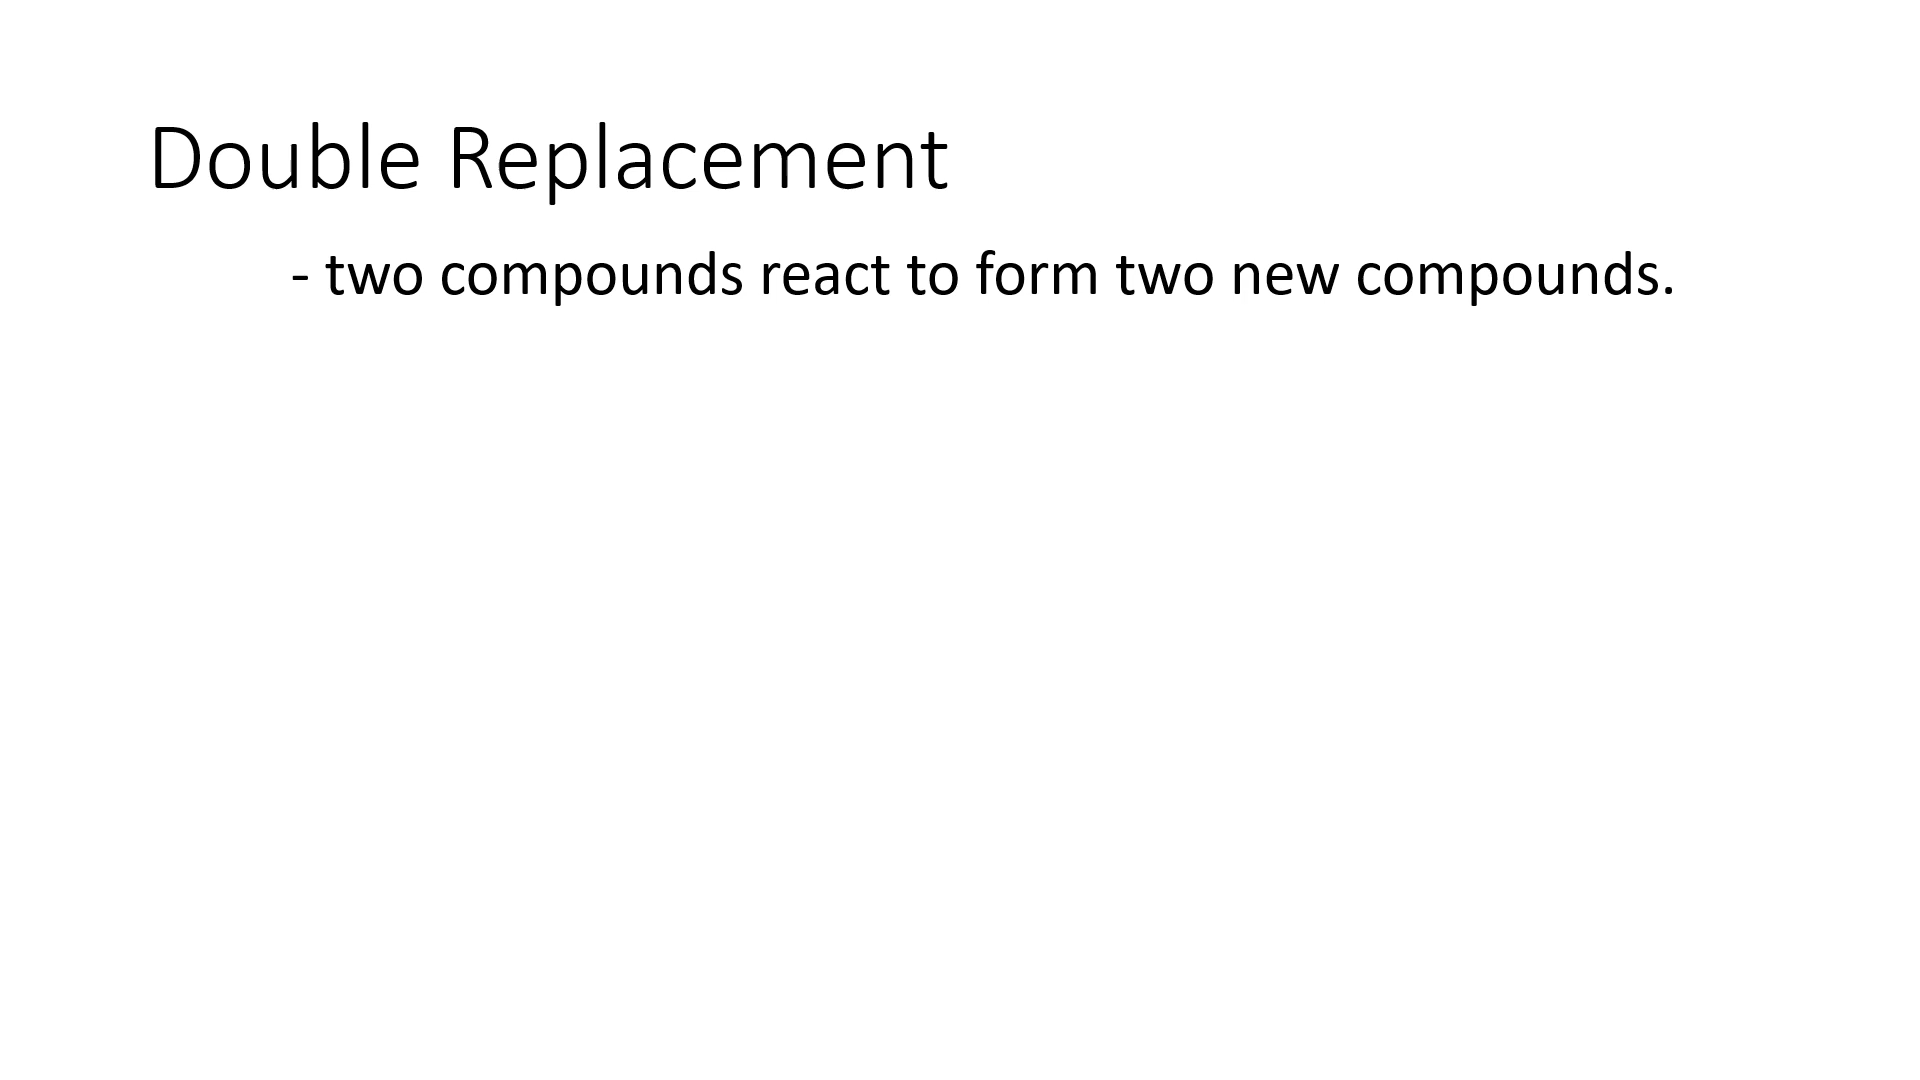 Double Replacement
- two compounds react to form two new compounds.